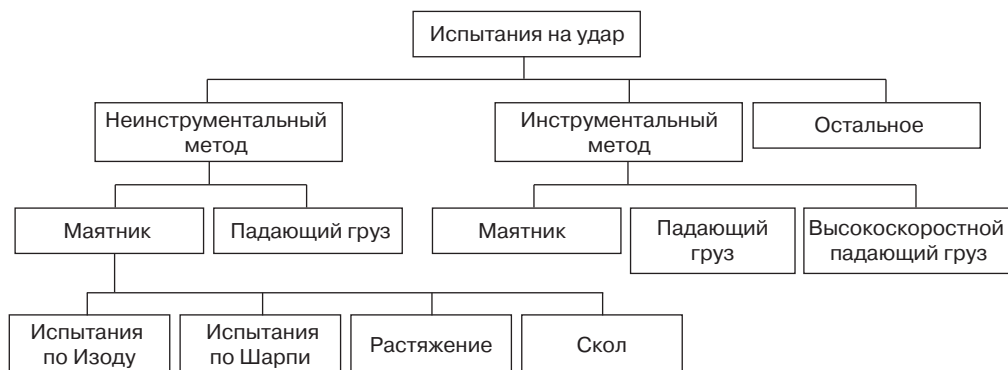 Испытания на удар
Неинструментальный
метод
Инструментальный
метод
Остальное
Маятник
Падающий груз
Маятник
Падающий
груз
Высокоскоростной
падающий груз
Испытания
по Изоду
Испытания
по Шарпи
Растяжение
Скол